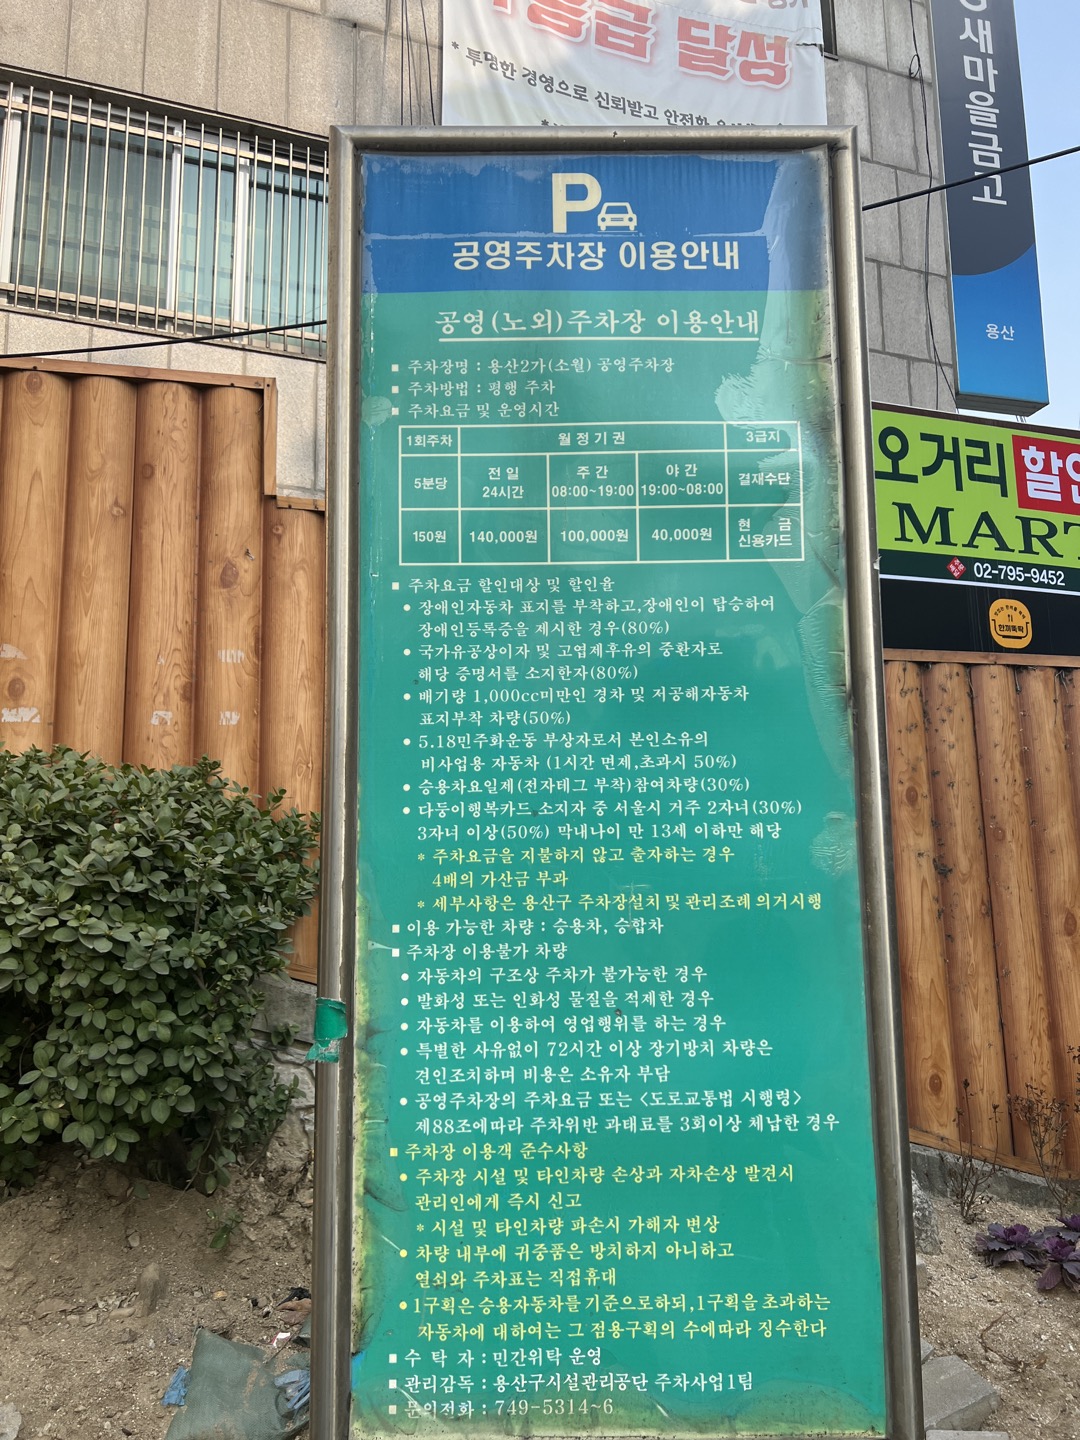 달성
* 투명한 경영으로 신뢰받고
새마을금고
용산
오거리
MART
02-795-9452
P
공영주차장 이용안내
공영(노외)주차장 이용안내
■ 주차장명 : 용산2가(소월) 공영주차장
■ 주차방법 : 평행 주차
■ 주차요금 및 운영시간
1회주차 월 정 기 권 3급지
5분당 전 일 24시간 주 간 08:00~19:00 야 간 19:00~08:00 결재수단
150원 140,000원 100,000원 40,000원 현 금 신용카드
■ 주차요금 할인대상 및 할인율
● 장애인자동차 표지를 부착하고,장애인이 탑승하여
장애인등록증을 제시한 경우(80%)
● 국가유공상이자 및 고엽제후유의 중환자로
해당 증명서를 소지한자(80%)
● 배기량 1,000cc미만인 경차 및 저공해자동차
표지부착 차량(50%)
● 5.18민주화운동 부상자로서 본인소유의
비사업용 자동차 (1시간 면제,초과시 50%)
● 승용차요일제(전자테그 부착)참여차량(30%)
● 다둥이행복카드 소지자 중 서울시 거주 2자녀(30%)
3자녀 이상(50%) 막내나이 만 13세 이하만 해당
* 주차요금을 지불하지 않고 출자하는 경우
4배의 가산금 부과
* 세부사항은 용산구 주차장설치 및 관리조례 의거시행
■ 이용 가능한 차량 : 승용차, 승합차
■ 주차장 이용불가 차량
● 자동차의 구조상 주차가 불가능한 경우
● 발화성 또는 인화성 물질을 적제한 경우
● 자동차를 이용하여 영업행위를 하는 경우
● 특별한 사유없이 72시간 이상 장기방치 차량은
견인조치하며 비용은 소유자 부담
● 공영주차장의 주차요금 또는 <도로교통법 시행령>
제88조에따라 주차위반 과태료를 3회이상 체납한 경우
■ 주차장 이용객 준수사항
● 주차장 시설 및 타인차량 손상과 자차손상 발견시
관리인에게 즉시 신고
* 시설 및 타인차량 파손시 가해자 변상
● 차량 내부에 귀중품은 방치하지 아니하고
열쇠와 주차표는 직접휴대
● 1구획은 승용자동차를 기준으로하되,1구획을 초과하는
자동차에 대하여는 그 점용구획의 수에따라 징수한다
■ 수 탁 자 : 민간위탁 운영
■ 관리감독 : 용산구시설관리공단 주차사업1팀
■ 문의전화 : 749-5314~6